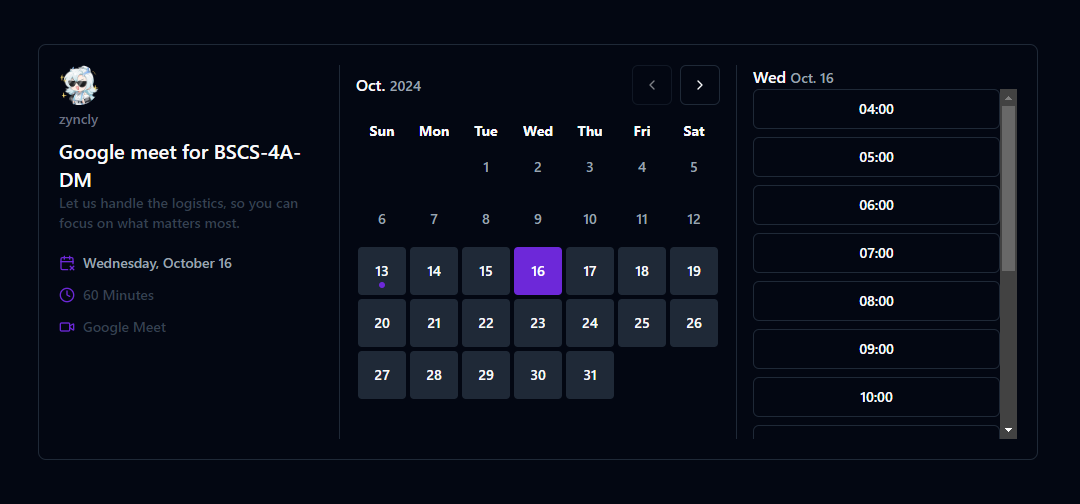 zyncly
Google meet for BSCS-4A-
DM
Let us handle the logistics, so you can
focus on what matters most.
Wednesday, October 16
60 Minutes
Google Meet
Oct. 2024
Sun Mon Tue Wed Thu Fri Sat
1 2 3 4 5
6 7 8 9 10 11 12
13 14 15 16 17 18 19
20 21 22 23 24 25 26
27 28 29 30 31
Wed Oct. 16
04:00
05:00
06:00
07:00
08:00
09:00
10:00